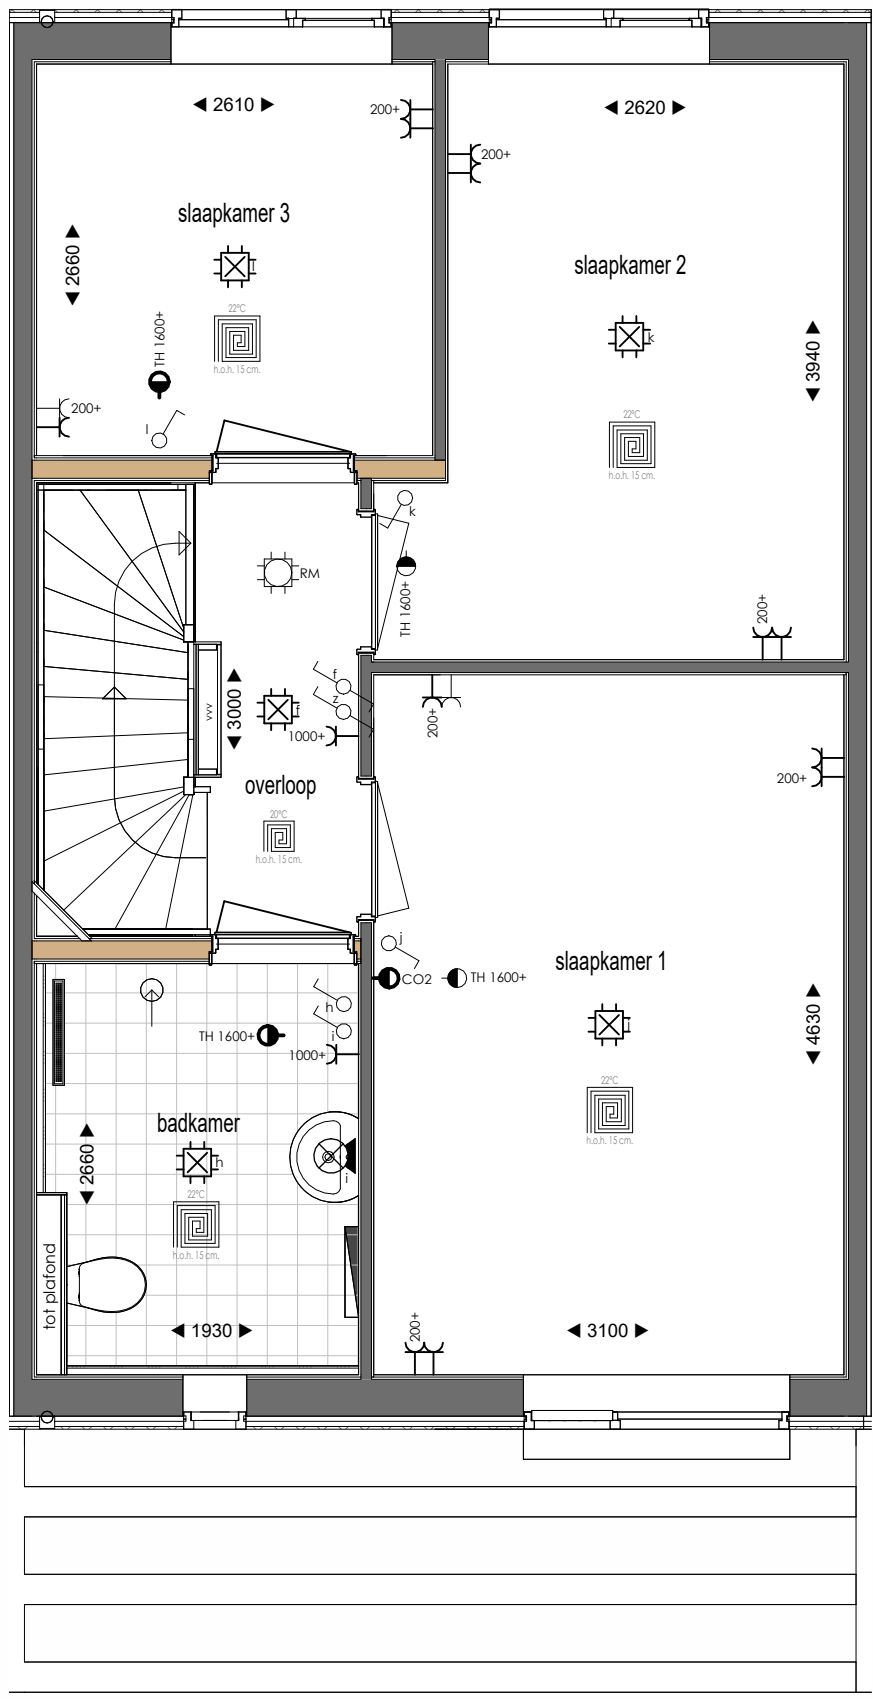 2610
200+
2620
200+
slaapkamer 3
2660
slaapkamer 2
l
22°C
h.o.h. 15 cm.
TH 1600+
k
3940
200+
l
22°C
h.o.h. 15 cm.
k
RM
TH 1600+
200+
f
z
vvv
3000
f
1000+
200+
200+
overloop
20°C
h.o.h. 15 cm.
j
slaapkamer 1
CO2
TH 1600+
h
i
TH 1600+
1000+
j
4630
22°C
h.o.h. 15 cm.
badkamer
2660
h
i
22°C
h.o.h. 15 cm.
tot plafond
1930
200+
3100